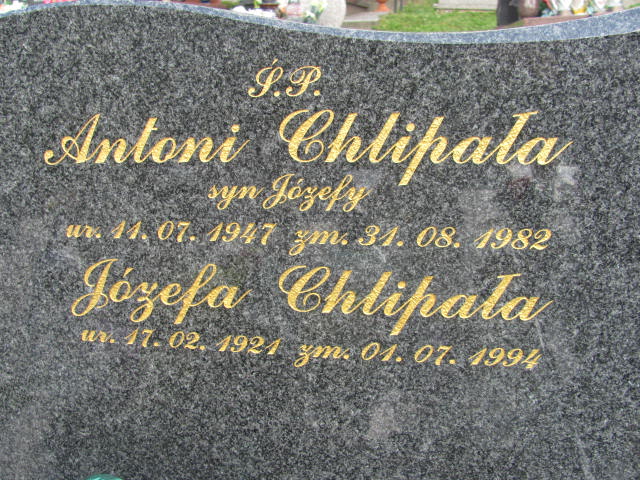 Ś.P.
Antoni Chlipała
syn Józefy
ur. 11. 07. 1947 zm. 31. 08. 1982
Józefa Chlipała
ur. 17. 02. 1921 zm. 01. 07. 1994